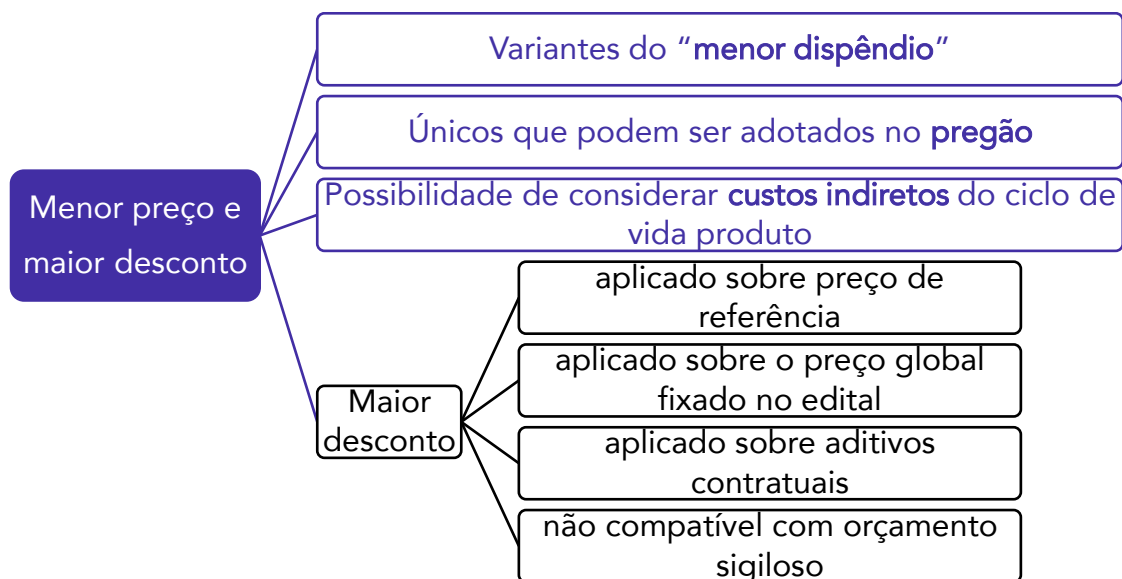 Variantes do “menor dispêndio”
Únicos que podem ser adotados no pregão
Menor preço e
maior desconto
Possibilidade de considerar custos indiretos do ciclo de
vida produto
aplicado sobre preço de
referência
aplicado sobre o preço global
fixado no edital
Maior
desconto
aplicado sobre aditivos
contratuais
não compatível com orçamento
sigiloso